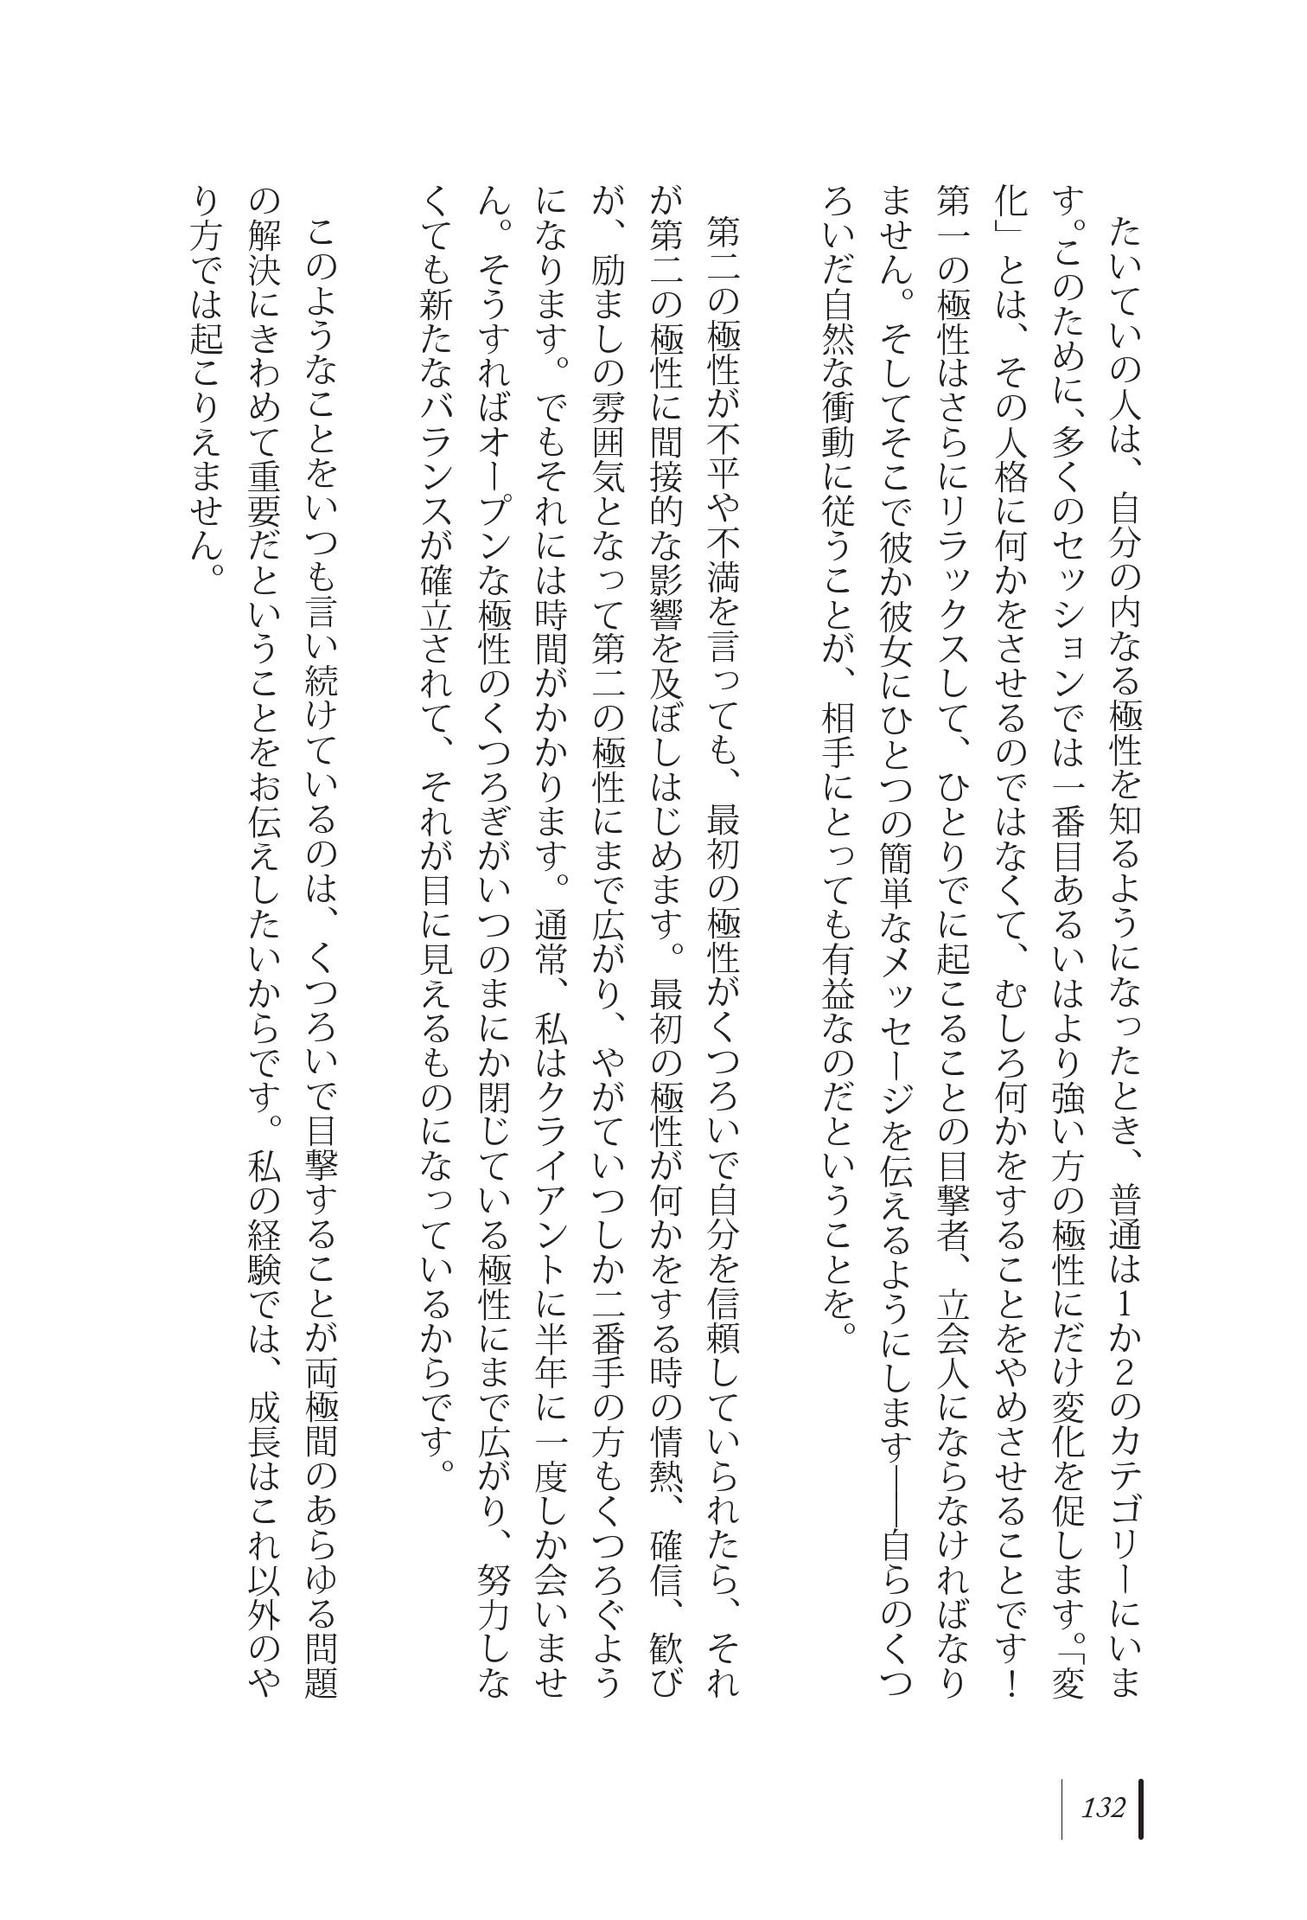 たいていの人は、自分の内なる極性を知るようになったとき、普通は1か2のカテゴリーにいま
す。このために、多くのセッションでは一番目あるいはより強い方の極性にだけ変化を促します。「変
化」とは、その人格に何かをさせるのではなくて、むしろ何かをすることをやめさせることです!
第一の極性はさらにリラックスして、ひとりでに起こることの目撃者、立会人にならなければなり
ません。そしてそこで彼か彼女にひとつの簡単なメッセージを伝えるようにします――自らのくつ
ろいだ自然な衝動に従うことが、相手にとっても有益なのだということを。
第二の極性が不平や不満を言っても、最初の極性がくつろいで自分を信頼していられたら、それ
が第二の極性に間接的な影響を及ぼしはじめます。最初の極性が何かをする時の情熱、確信、歓び
が、励ましの雰囲気となって第二の極性にまで広がり、やがていつしか二番手の方もくつろぐよう
になります。でもそれには時間がかかります。通常、私はクライアントに半年に一度しか会いませ
ん。そうすればオープンな極性のくつろぎがいつのまにか閉じている極性にまで広がり、努力しな
くても新たなバランスが確立されて、それが目に見えるものになっているからです。
このようなことをいつも言い続けているのは、くつろいで目撃することが両極間のあらゆる問題
の解決にきわめて重要だということをお伝えしたいからです。私の経験では、成長はこれ以外のや
り方では起こりえません。
132